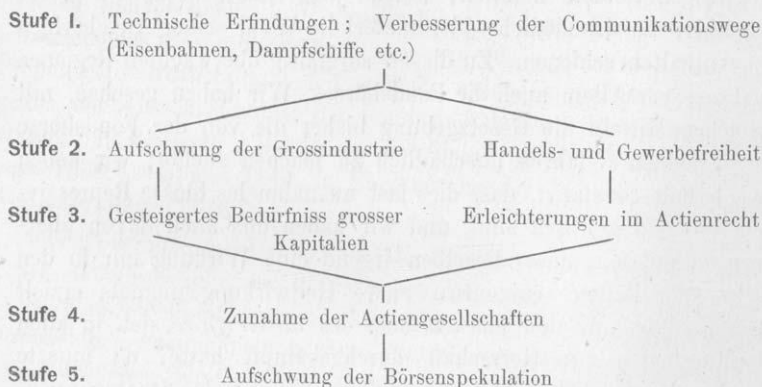 Stufe I. Technische Erfindungen; Verbesserung der Communikationswege
(Eisenbahnen, Dampfschiffe etc.)
Stufe 2. Aufschwung der Grossindustrie Handels- und Gewerbefreiheit
Stufe 3. Gesteigertes Bedürfniss grosser Erleichterungen im Actienrecht
Kapitalien
Stufe 4. Zunahme der Actiengesellschaften
Stufe 5. Aufschwung der Börsenspekulation